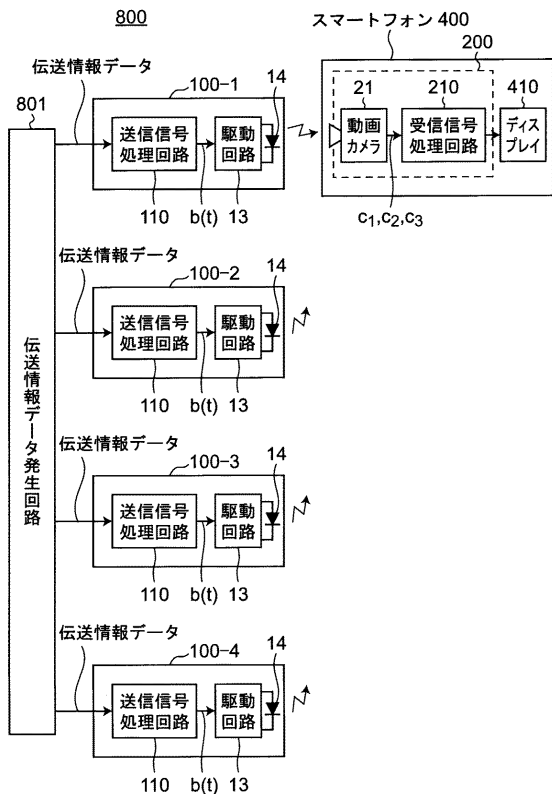 800
スマートフォン 400
200
伝送情報データ
801
100-1
14
21
210
410
送信信号
処理回路
駆動
回路
動画
カメラ
受信信号
処理回路
ディス
プレイ
110
b(t)
13
c1,c2,c3
伝送情報データ
100-2
14
送信信号
処理回路
駆動
回路
110
b(t)
13
伝送情報データ発生回路
伝送情報データ
100-3
14
送信信号
処理回路
駆動
回路
110
b(t)
13
伝送情報データ
100-4
14
送信信号
処理回路
駆動
回路
110
b(t)
13